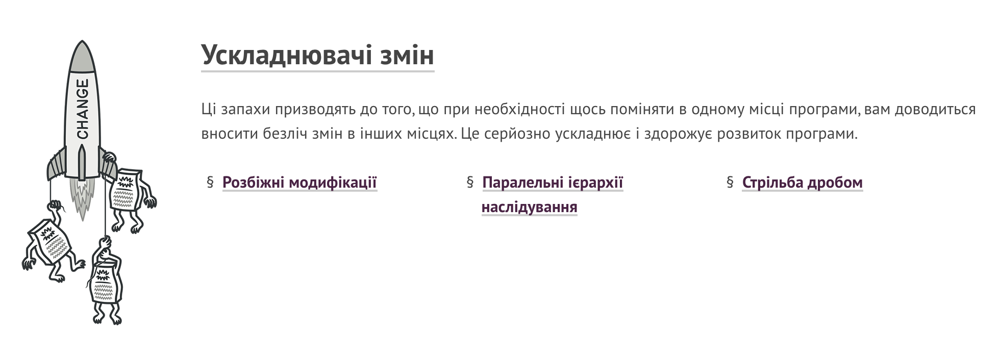 CHANGE
Ускладнювачі змін
Ці запахи призводять до того, що при необхідності щось поміняти в одному місці програми, вам доводиться
вносити безліч змін в інших місцях. Це серйозно ускладнює і здорожує розвиток програми.
§ Розбіжні модифікації
§ Паралельні ієрархії
наслідування
§ Стрільба дробом